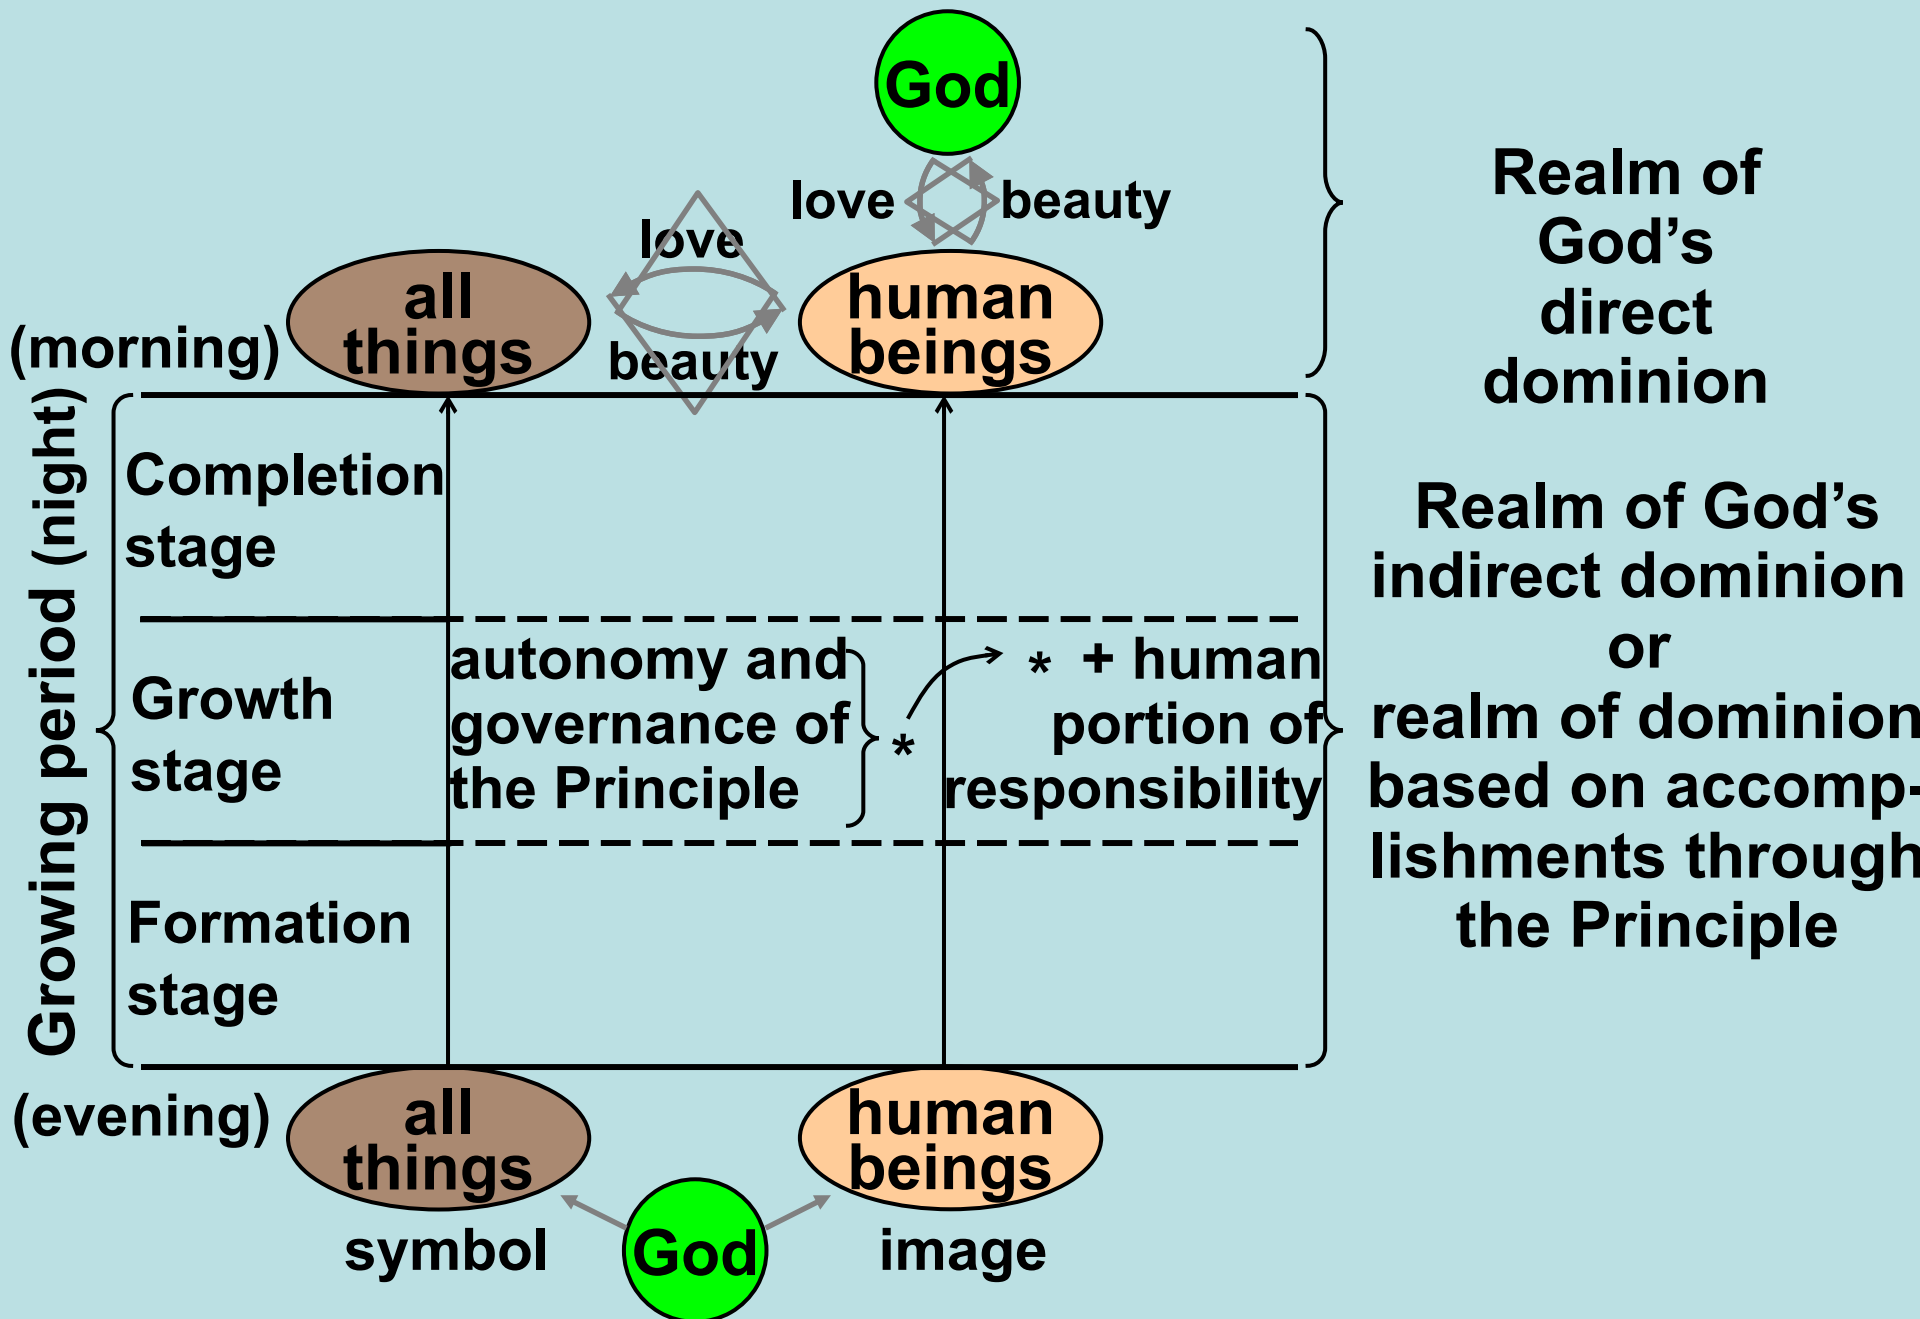 God
love
beauty
love
beauty
all
things
human
beings
(morning)
Realm of
God’s
direct
dominion
Growing period (night)
Completion
stage
Growth
stage
Formation
stage
autonomy and
governance of
the Principle
*
* + human
portion of
responsibility
Realm of God’s
indirect dominion
or
realm of dominion
based on accomp-
lishments through
the Principle
(evening)
all
things
human
beings
symbol
God
image